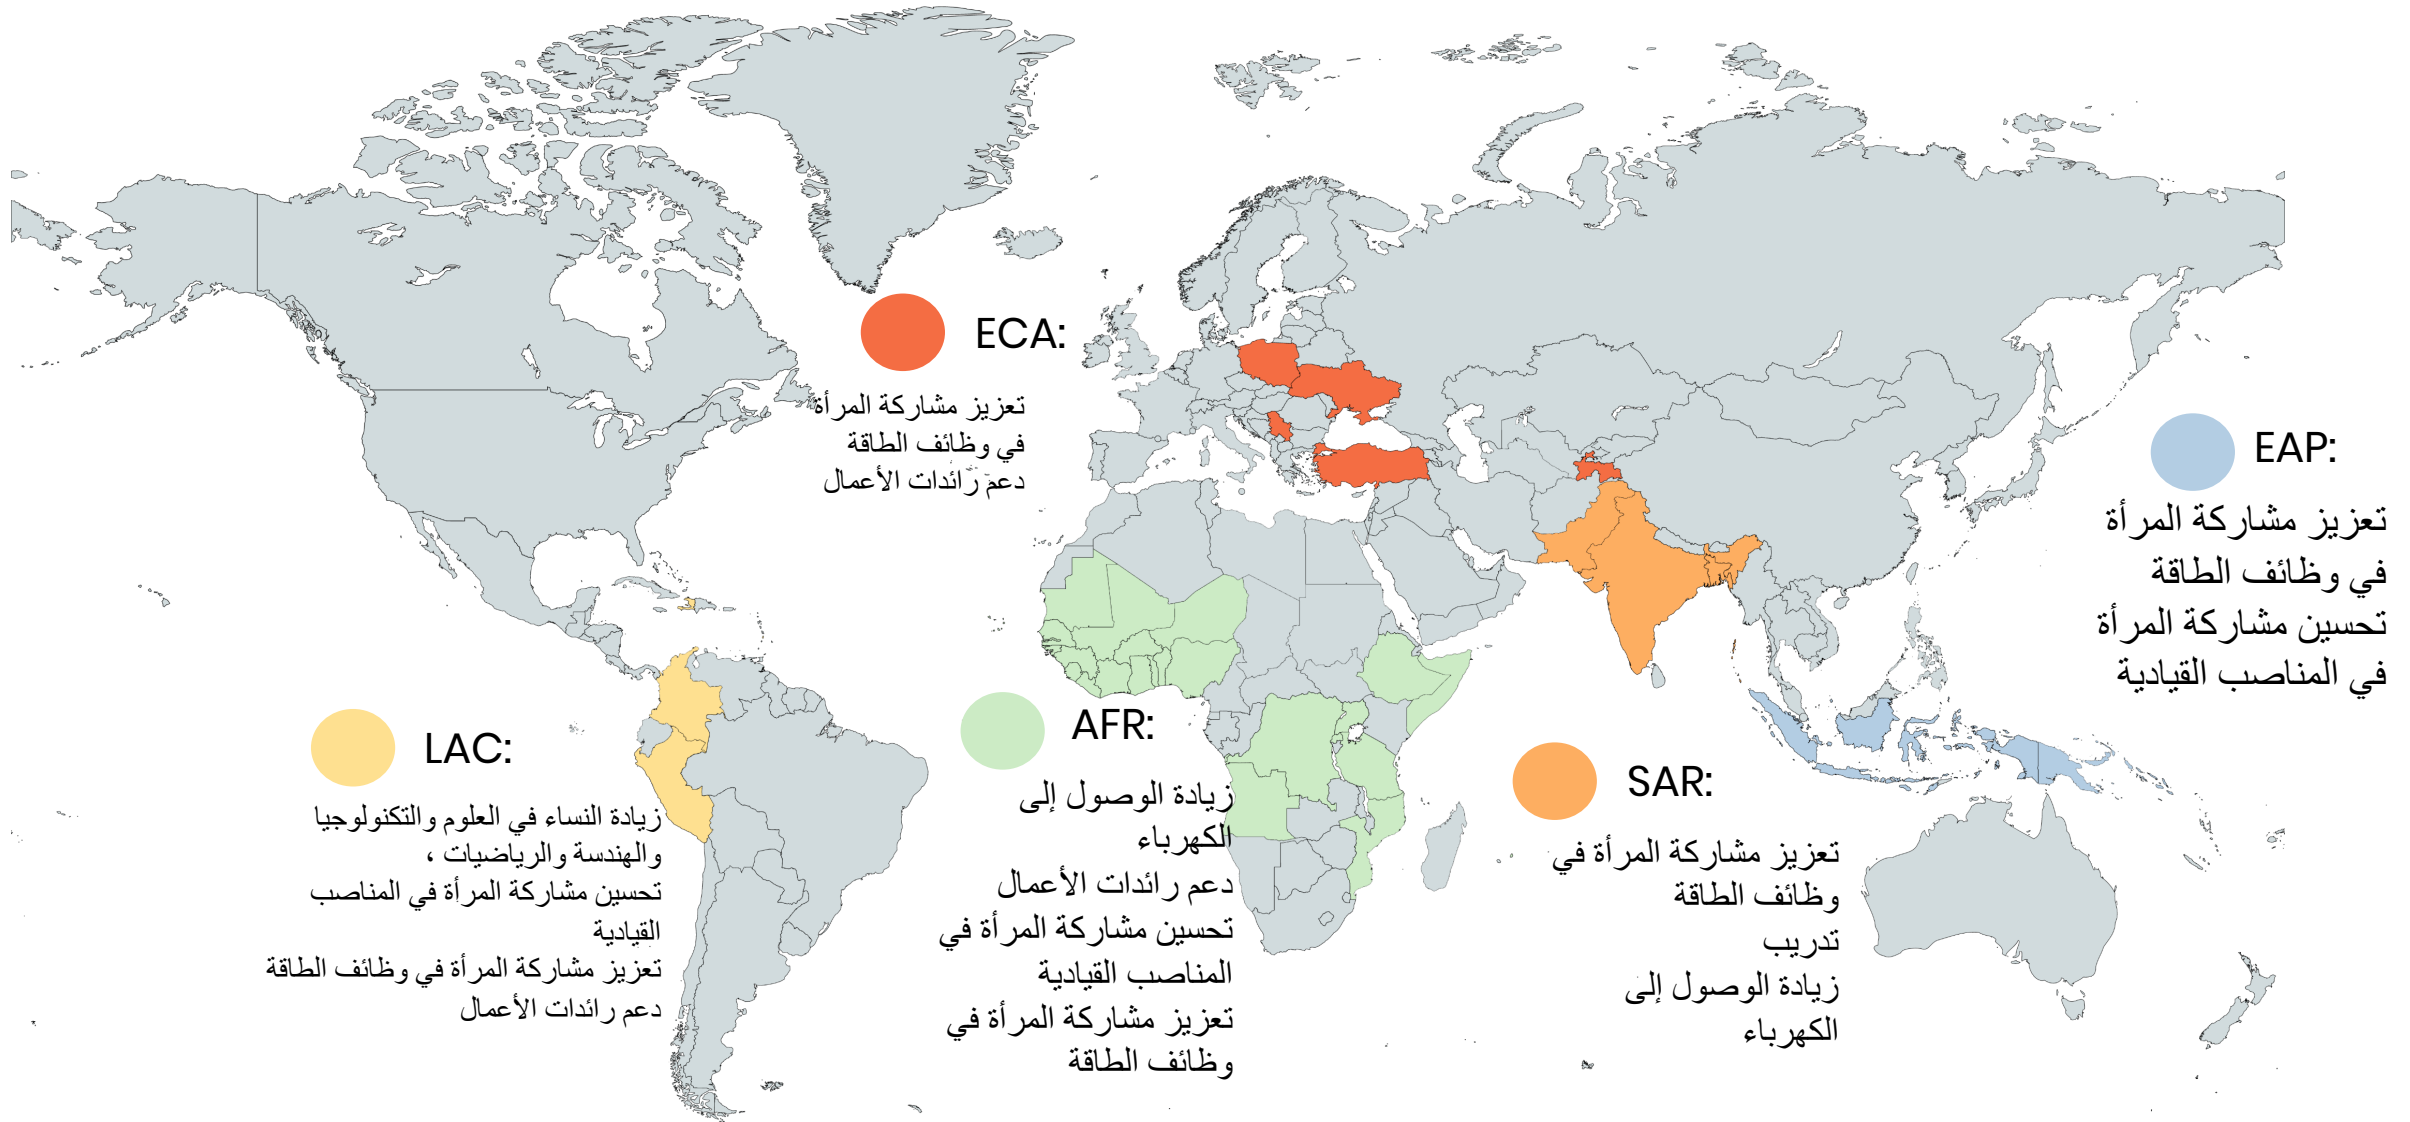 ECA:
تعزيز مشاركة المرأة
في وظائف الطاقة
دعم رائدات الأعمال
EAP:
تعزيز مشاركة المرأة
في وظائف الطاقة
تحسين مشاركة المرأة
في المناصب القيادية
LAC:
زيادة النساء في العلوم والتكنولوجيا
والهندسة والرياضيات ،
تحسين مشاركة المرأة في المناصب
القيادية
تعزيز مشاركة المرأة في وظائف الطاقة
دعم رائدات الأعمال
AFR:
زيادة الوصول إلى
الكهرباء
دعم رائدات الأعمال
تحسين مشاركة المرأة في
المناصب القيادية
تعزيز مشاركة المرأة في
وظائف الطاقة
SAR:
تعزيز مشاركة المرأة في
وظائف الطاقة
تدريب
زيادة الوصول إلى
الكهرباء